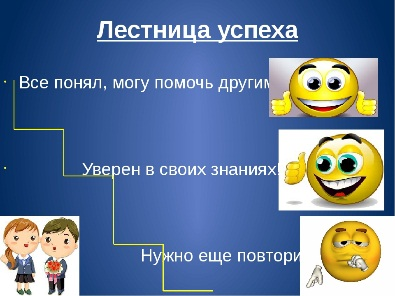 Лестница успеха
Все понял, могу помочь другим
Уверен в своих знаниях!
Нужно еще повтори